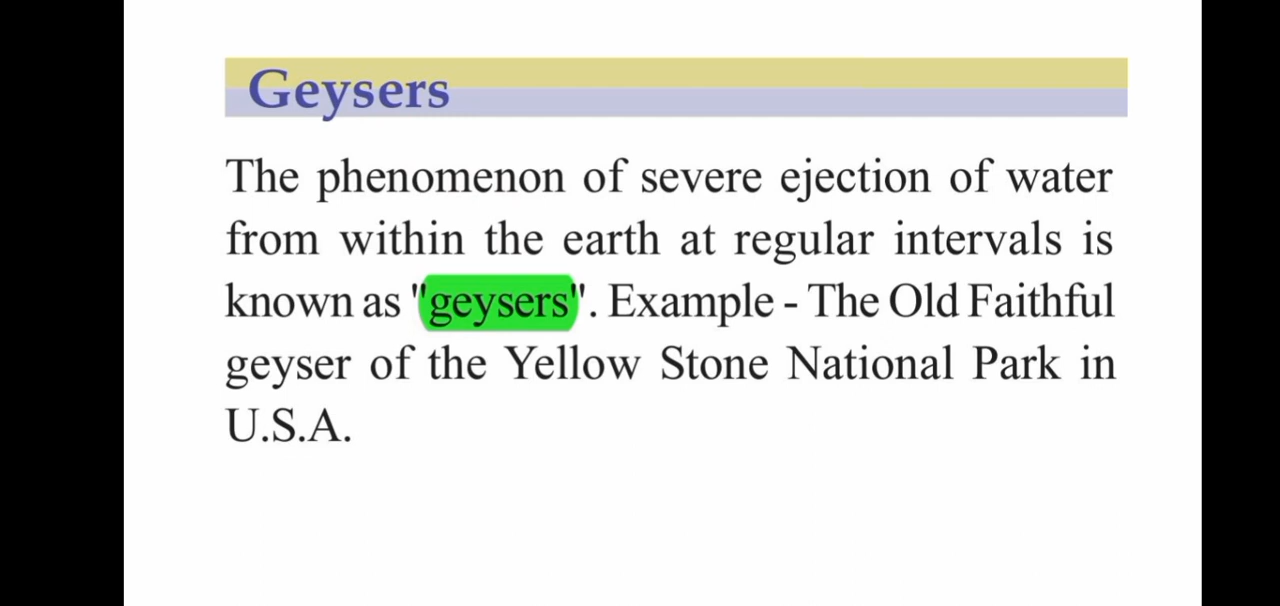 Geysers
The phenomenon of severe ejection of water
from within the earth at regular intervals is
known as "geysers". Example - The Old Faithful
geyser of the Yellow Stone National Park in
U.S.A.